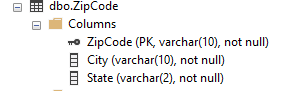 dbo.ZipCode
Columns
ZipCode (PK, varchar(10), not null)
City (varchar(10), not null)
State (varchar(2), not null)